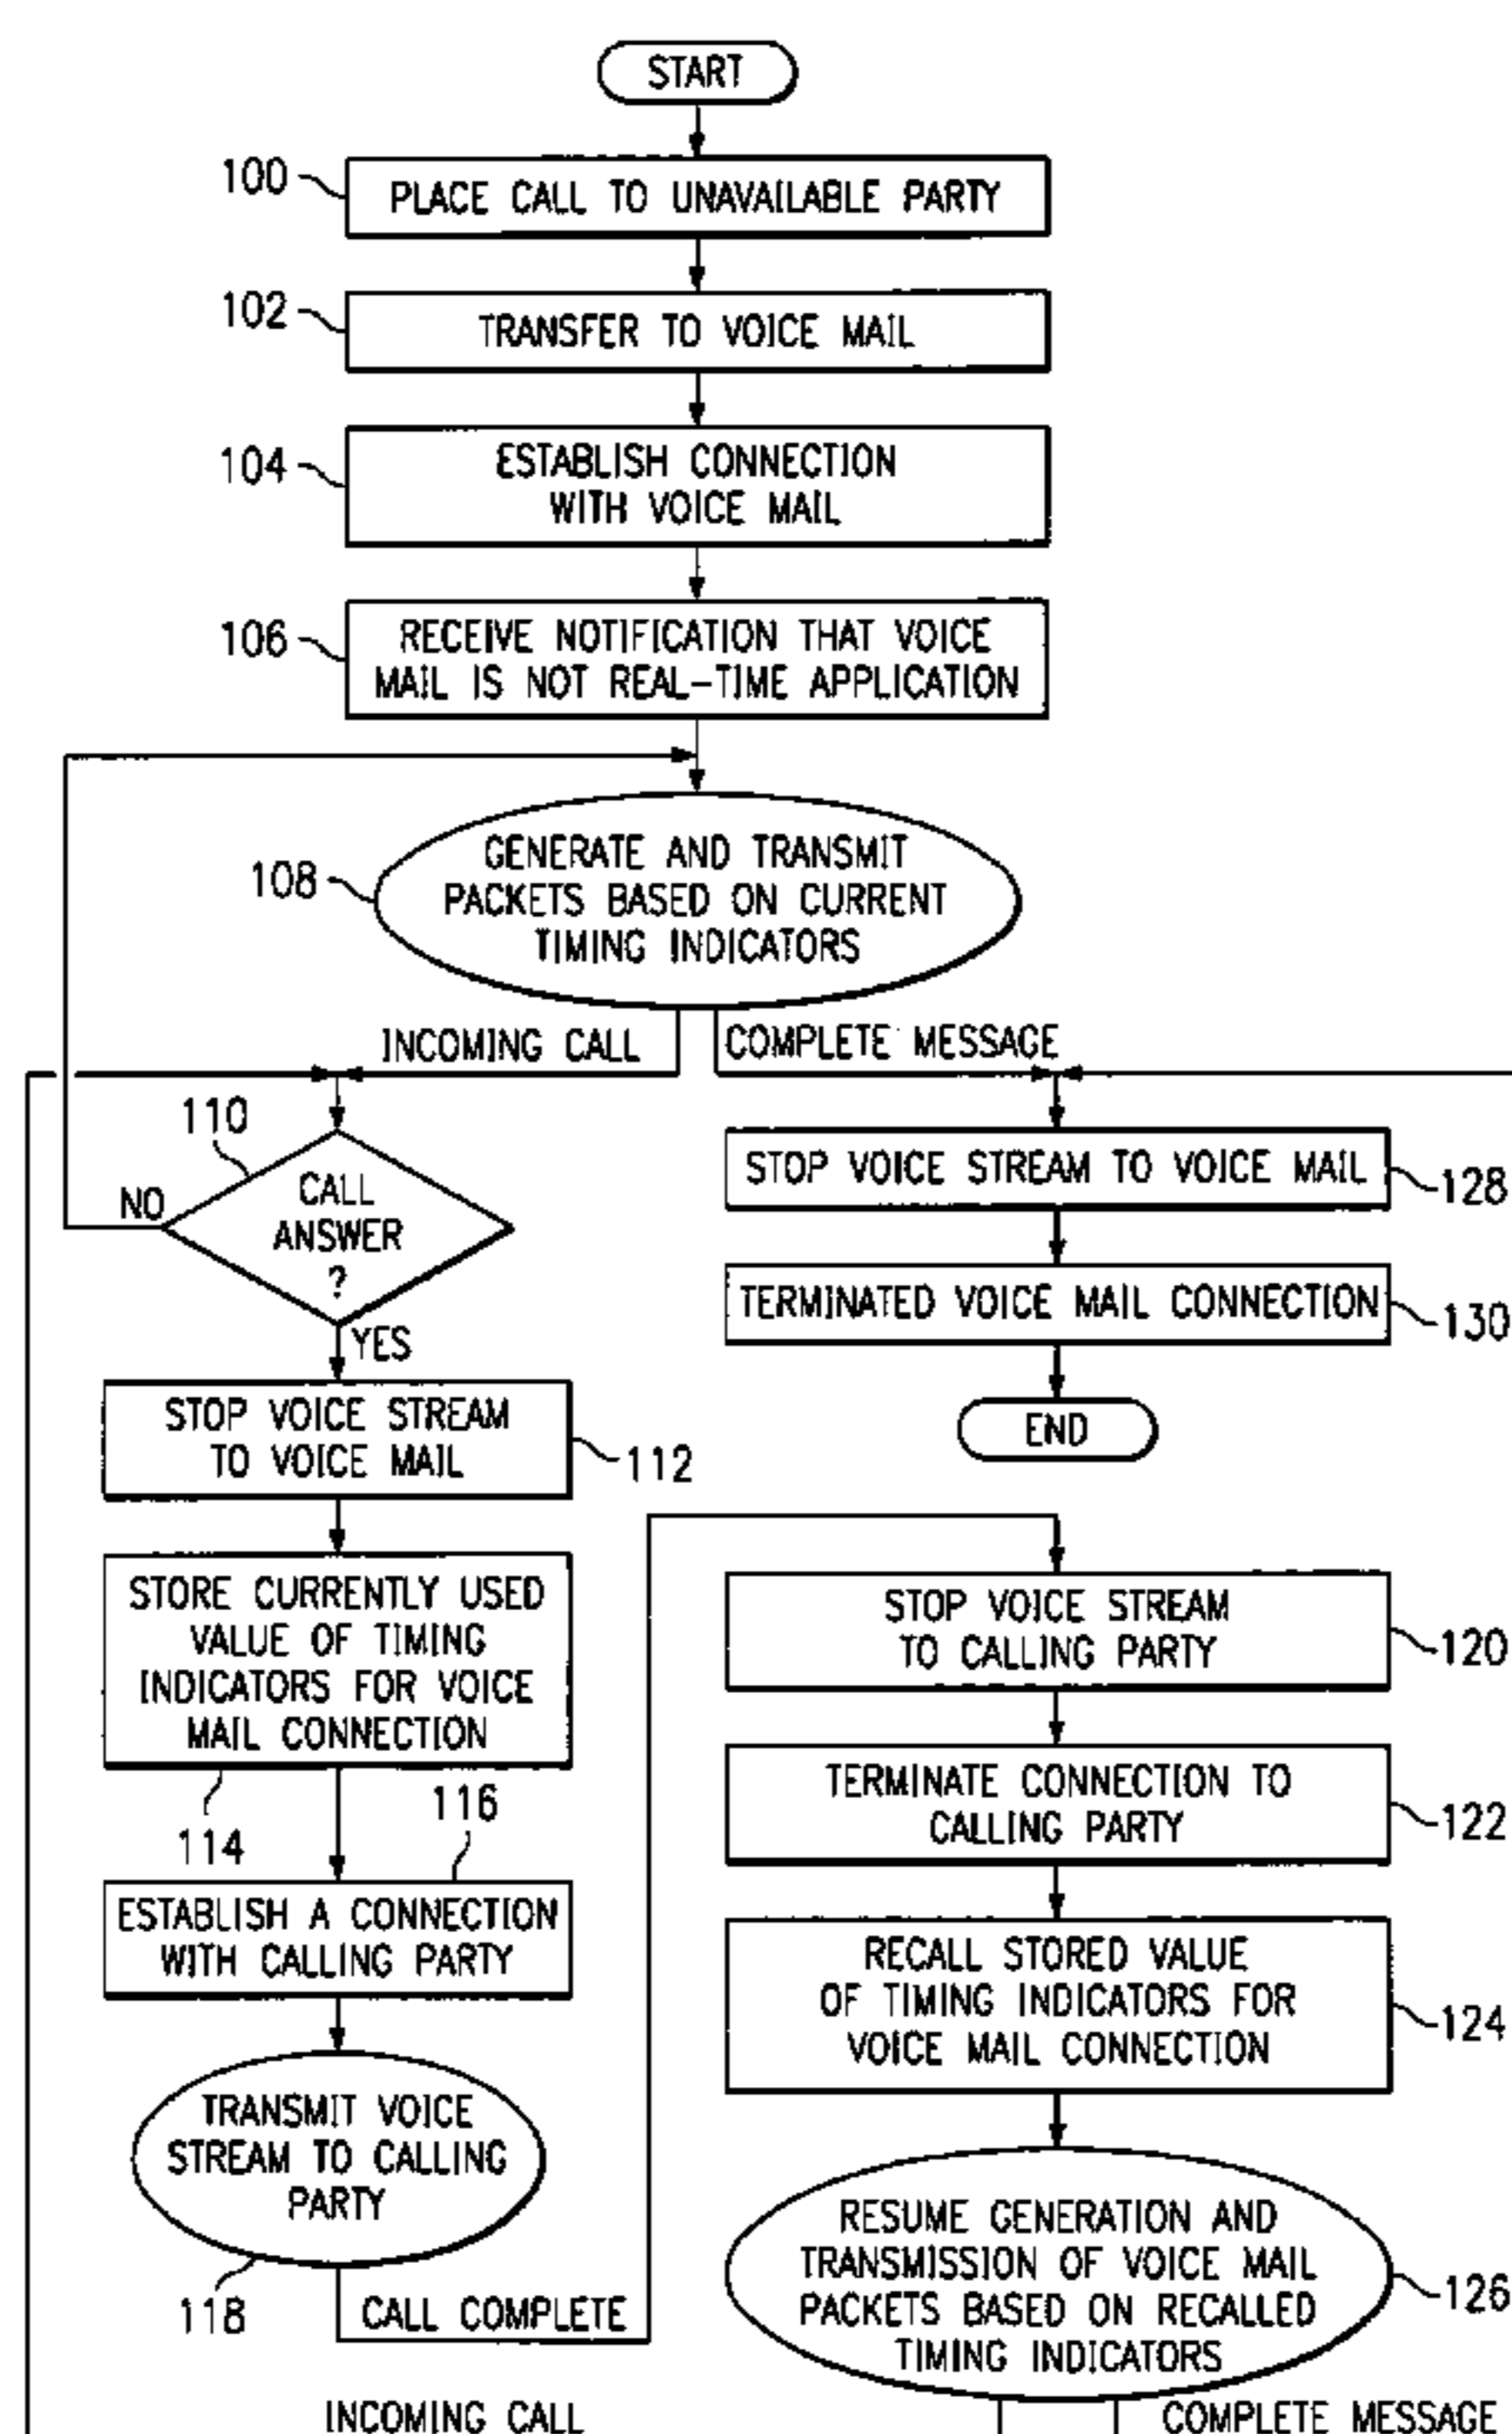 START
100
PLACE CALL TO UNAVAILABLE PARTY
102
TRANSFER TO VOICE MAIL
104
ESTABLISH CONNECTION
WITH VOICE MAIL
106
RECEIVE NOTIFICATION THAT VOICE
MAIL IS NOT REAL-TIME APPLICATION
108
GENERATE AND TRANSMIT
PACKETS BASED ON CURRENT
TIMING INDICATORS
INCOMING CALL
COMPLETE MESSAGE
110
NO
CALL
ANSWER
?
YES
STOP VOICE STREAM
TO VOICE MAIL
112
STORE CURRENTLY USED
VALUE OF TIMING
INDICATORS FOR VOICE
MAIL CONNECTION
114
116
ESTABLISH A CONNECTION
WITH CALLING PARTY
TRANSMIT VOICE
STREAM TO CALLING
PARTY
118
CALL COMPLETE
STOP VOICE STREAM TO VOICE MAIL
128
TERMINATED VOICE MAIL CONNECTION
130
END
STOP VOICE STREAM
TO CALLING PARTY
120
TERMINATE CONNECTION TO
CALLING PARTY
122
RECALL STORED VALUE
OF TIMING INDICATORS FOR
VOICE MAIL CONNECTION
124
RESUME GENERATION AND
TRANSMISSION OF VOICE MAIL
PACKETS BASED ON RECALLED
TIMING INDICATORS
126
INCOMING CALL
COMPLETE MESSAGE